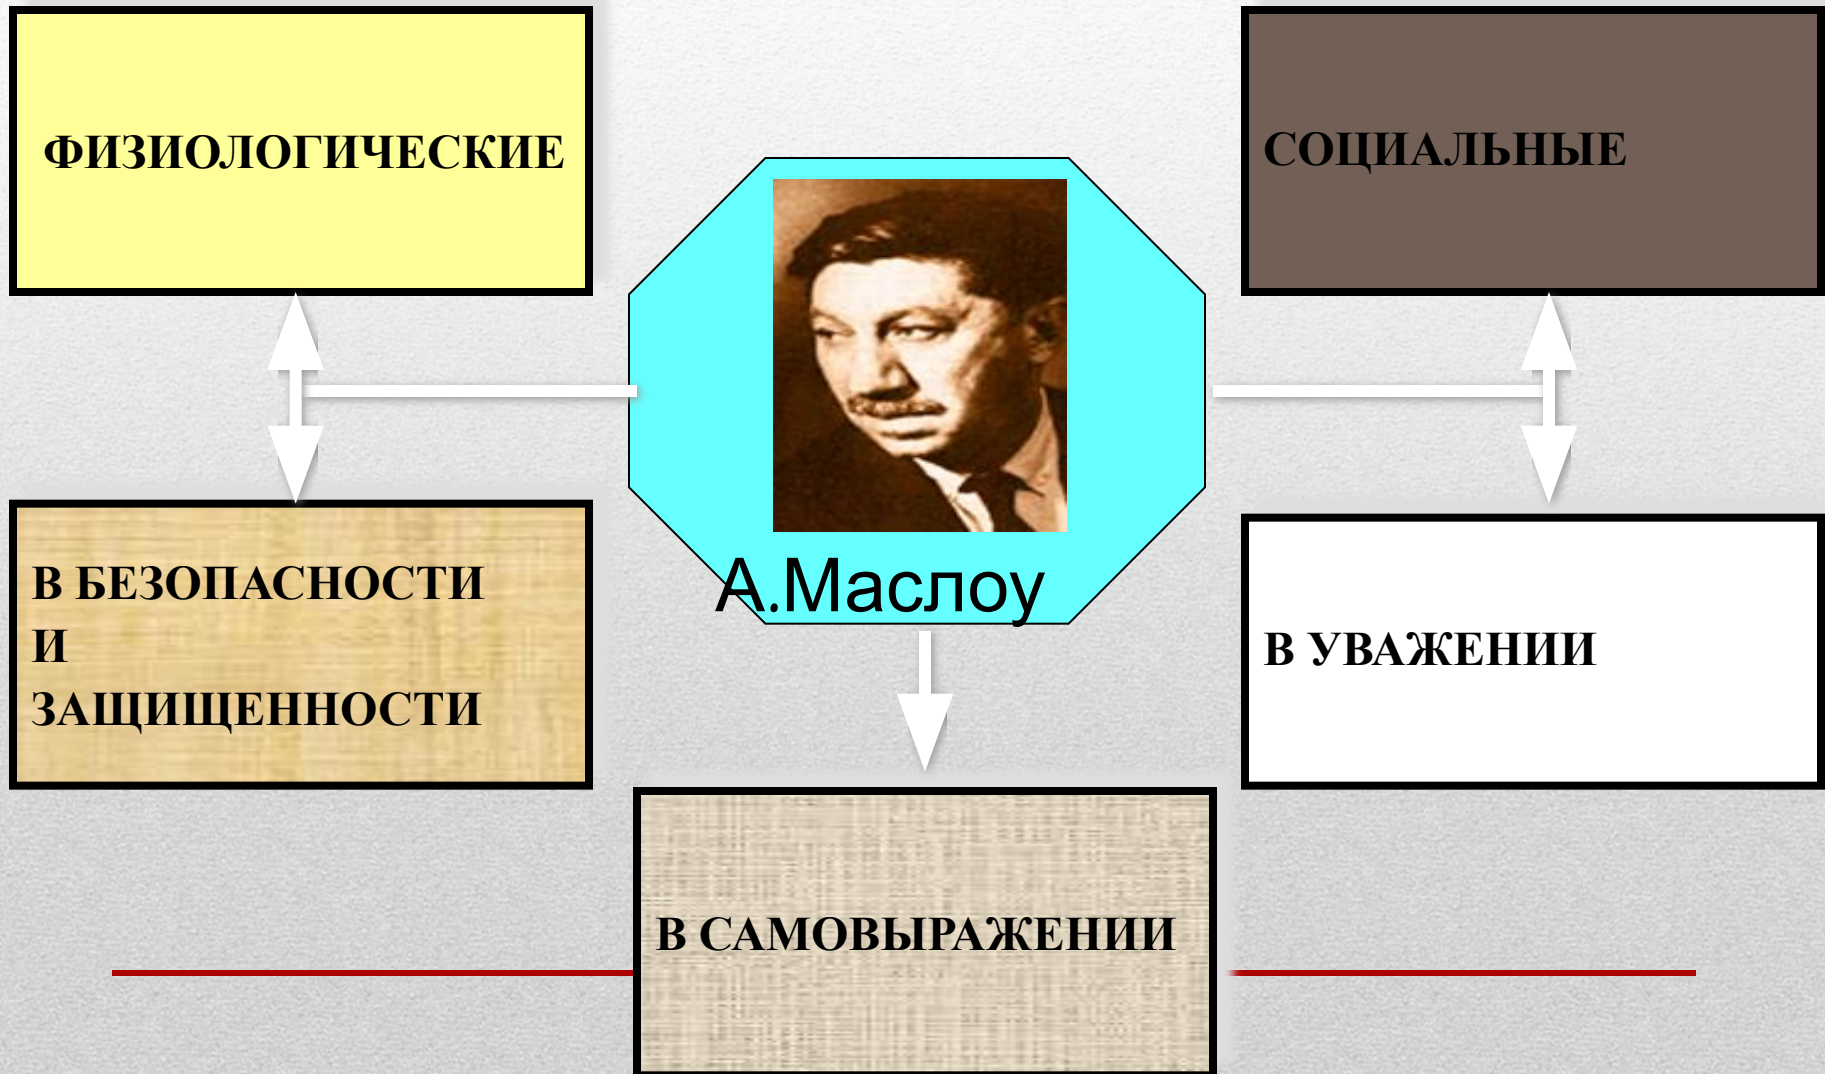 ФИЗИОЛОГИЧЕСКИЕ
СОЦИАЛЬНЫЕ
А.Маслоу
В БЕЗОПАСНОСТИ
И
ЗАЩИЩЕННОСТИ
В УВАЖЕНИИ
В САМОВЫРАЖЕНИИ